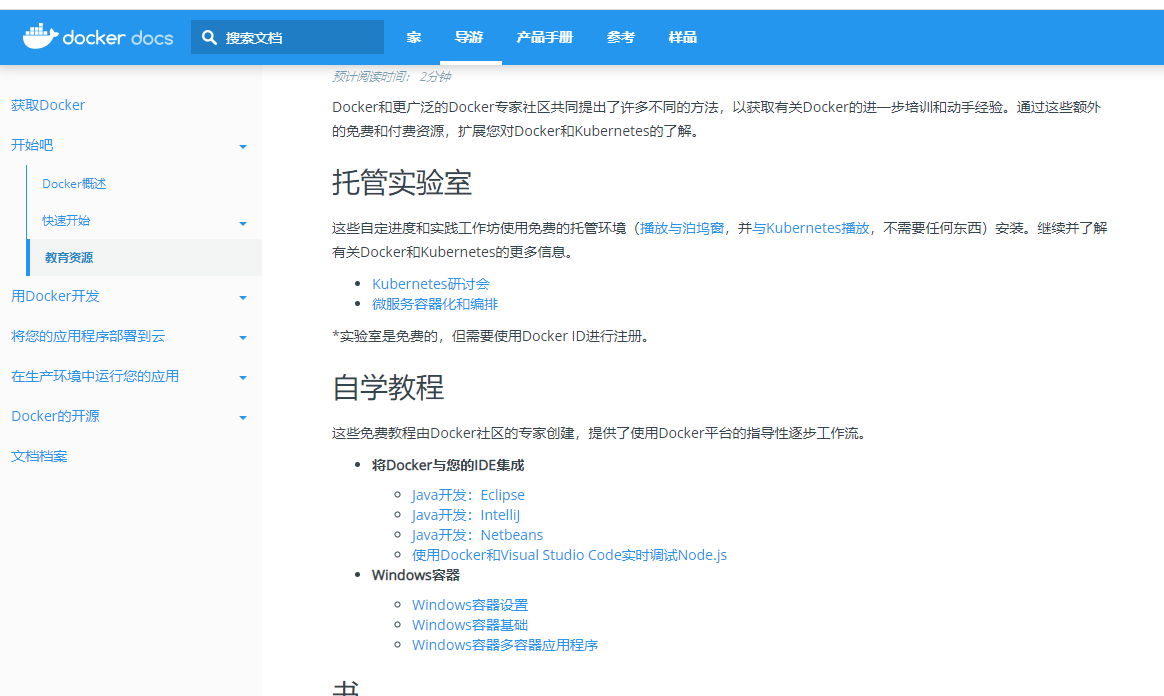 docker docs
搜索文档
家 导游 产品手册 参考 样品
获取Docker
开始吧
Docker概述
快速开始
教育资源
用Docker开发
将您的应用程序部署到云
在生产环境中运行您的应用
Docker的开源
文档档案
预计阅读时间： 2分钟
Docker和更广泛的Docker专家社区共同提出了许多不同的方法，以获取有关Docker的进一步培训和动手经验。通过这些额外
的免费和付费资源，扩展您对Docker和Kubernetes的了解。
托管实验室
这些自定进度和实践工作坊使用免费的托管环境（播放与泊坞窗，并与Kubernetes播放，不需要任何东西）安装。继续并了解
有关Docker和Kubernetes的更多信息。
Kubernetes研讨会
微服务容器化和编排
*实验室是免费的，但需要使用Docker ID进行注册。
自学教程
这些免费教程由Docker社区的专家创建，提供了使用Docker平台的指导性逐步工作流。
将Docker与您的IDE集成
Java开发：Eclipse
Java开发：IntelliJ
Java开发：Netbeans
使用Docker和Visual Studio Code实时调试Node.js
Windows容器
Windows容器设置
Windows容器基础
Windows容器多容器应用程序
书